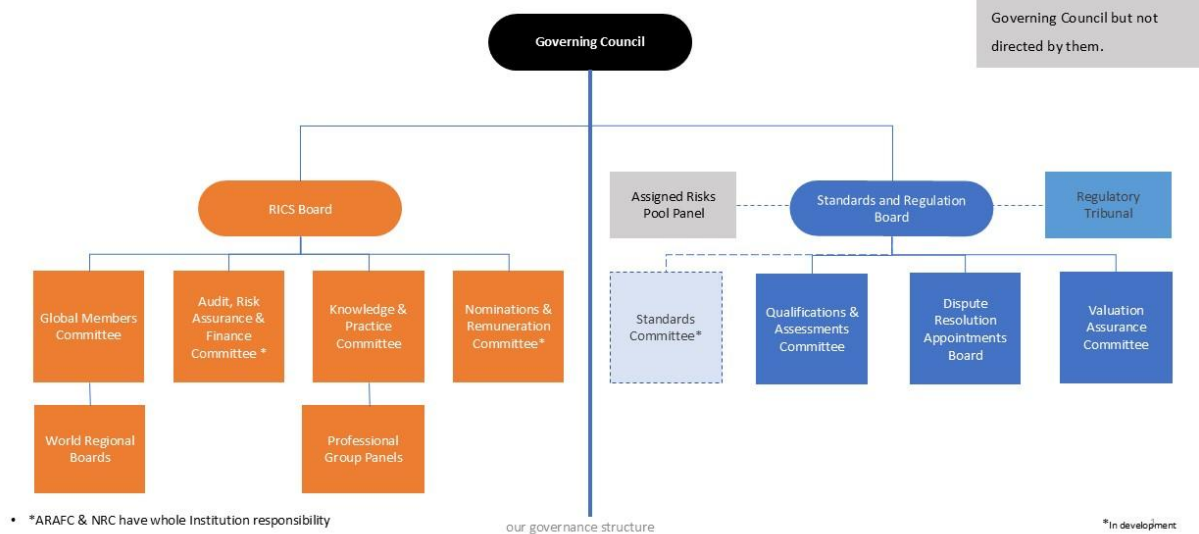 Governing Council but not
directed by them.
Governing Council
RICS Board
Assigned Risks
Pool Panel
Standards and Regulation
Board
Regulatory
Tribunal
Global Members
Committee
Audit, Risk
Assurance &
Finance
Committee *
Knowledge &
Practice
Committee
Nominations &
Remuneration
Committee*
Standards
Committee*
Qualifications &
Assessments
Committee
Dispute
Resolution
Appointments
Board
Valuation
Assurance
Committee
World Regional
Boards
Professional
Group Panels
• *ARAFC & NRC have whole Institution responsibility
our governance structure
*In development